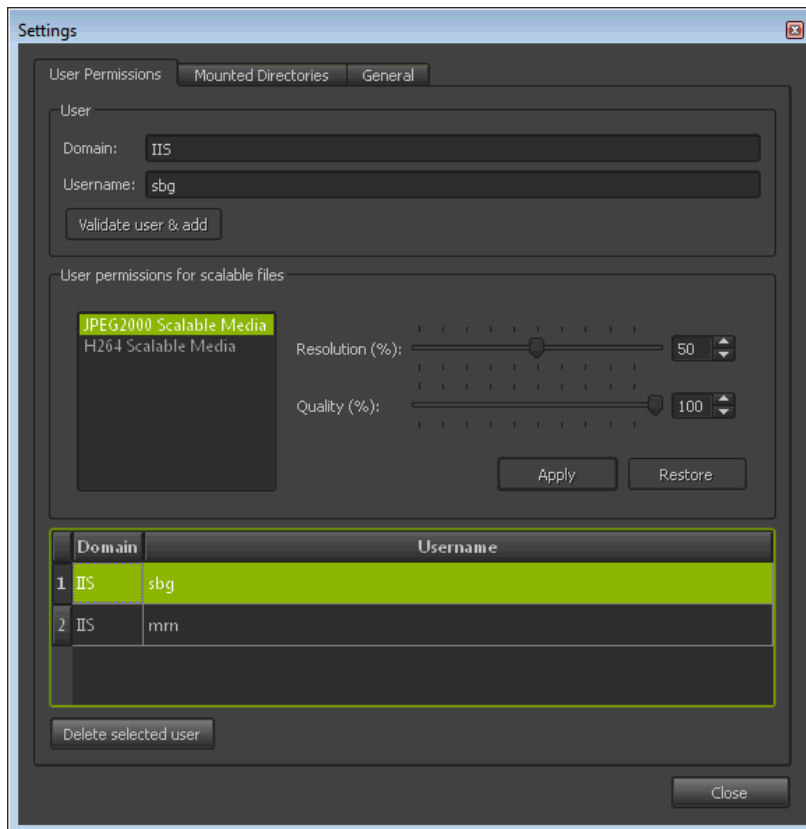 Settings
User Permissions Mounted Directories General
User
Domain: IIS
Username: sbg
Validate user & add
User permissions for scalable files
JPEG2000 Scalable Media
H264 Scalable Media
Resolution (%): 50
Quality (%): 100
Apply Restore
Domain Username
1 IIS sbg
2 IIS mrn
Delete selected user
Close